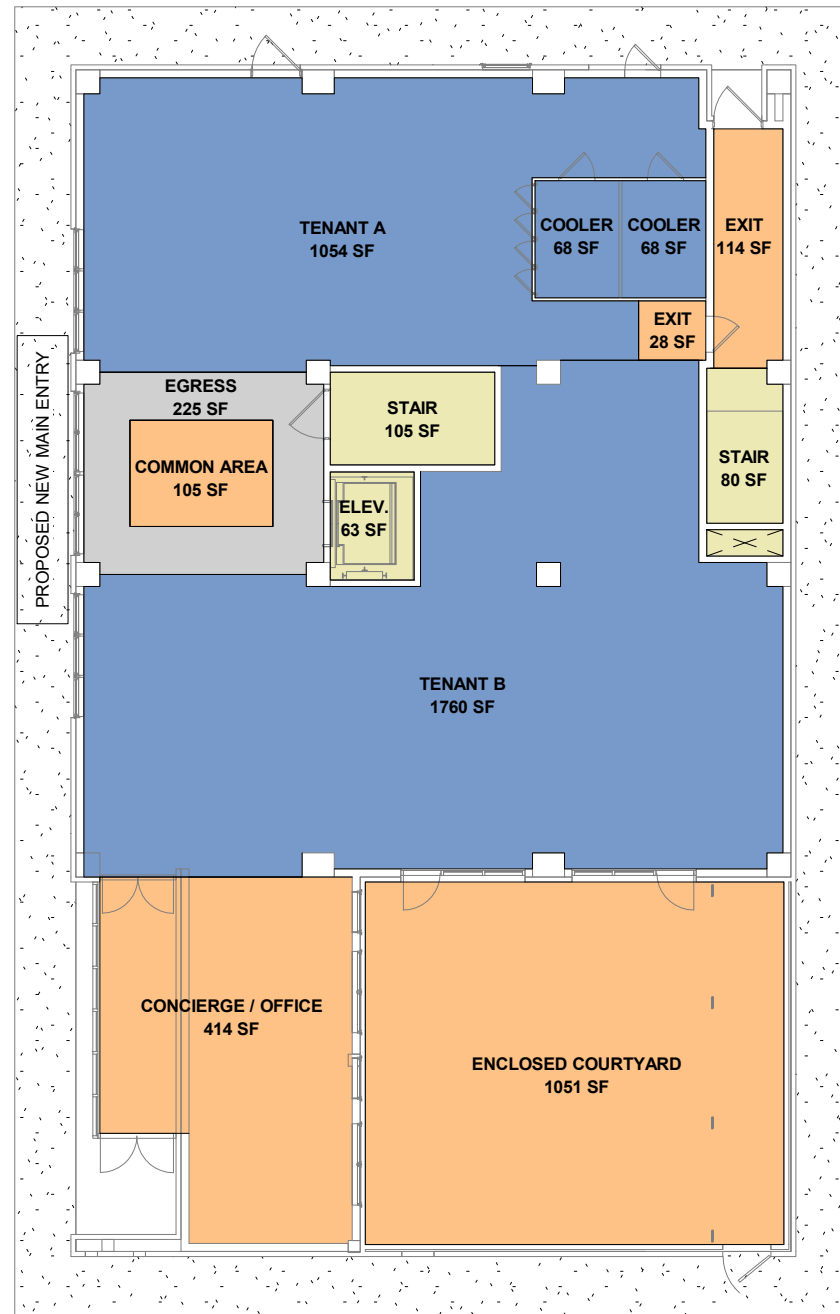 TENANT A
1054 SF
COOLER
68 SF
COOLER
68 SF
EXIT
114 SF
EXIT
28 SF
PROPOSED NEW MAIN ENTRY
EGRESS
225 SF
COMMON AREA
105 SF
STAIR
105 SF
ELEV.
63 SF
STAIR
80 SF
TENANT B
1760 SF
CONCIERGE / OFFICE
414 SF
ENCLOSED COURTYARD
1051 SF